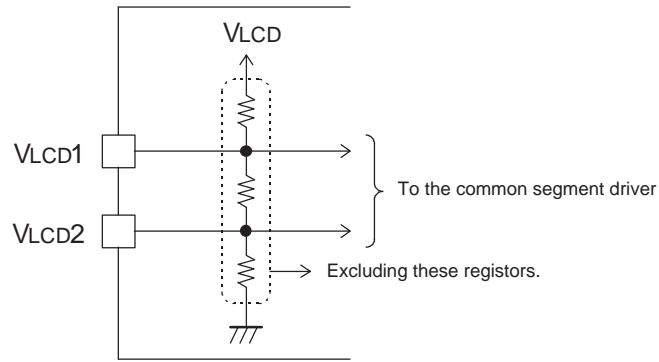 VLCD
VLCD1
To the common segment driver
VLCD2
Excluding these registors.